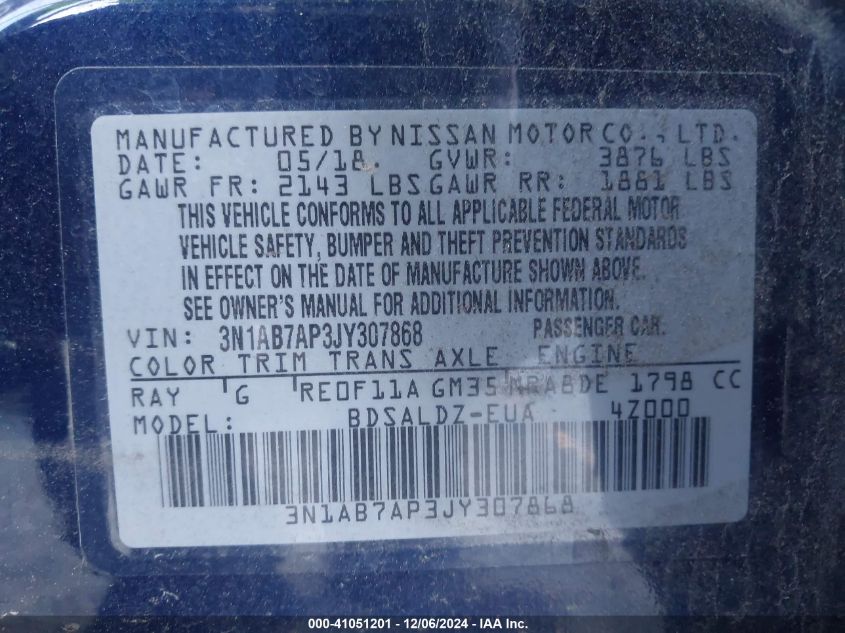 MANUFACTURED BY NISSAN MOTOR CO., LTD.
DATE: 05/18. GVWR: 3876 LBS
GAWR FR: 2143 LBS GAWR RR: 1881 LBS
THIS VEHICLE CONFORMS TO ALL APPLICABLE FEDERAL MOTOR
VEHICLE SAFETY, BUMPER AND THEFT PREVENTION STANDARDS
IN EFFECT ON THE DATE OF MANUFACTURE SHOWN ABOVE.
SEE OWNER'S MANUAL FOR ADDITIONAL INFORMATION.
VIN: 3N1AB7AP3JY307868 PASSENGER CAR.
COLOR TRIM TRANS AXLE ENGINE
RAY G RE0F11A GM35 MRA8DE 1798 CC
MODEL: BDSALDZ-EUA 4Z000
3N1AB7AP3JY307868
000-41051201 - 12/06/2024 - IAA Inc.